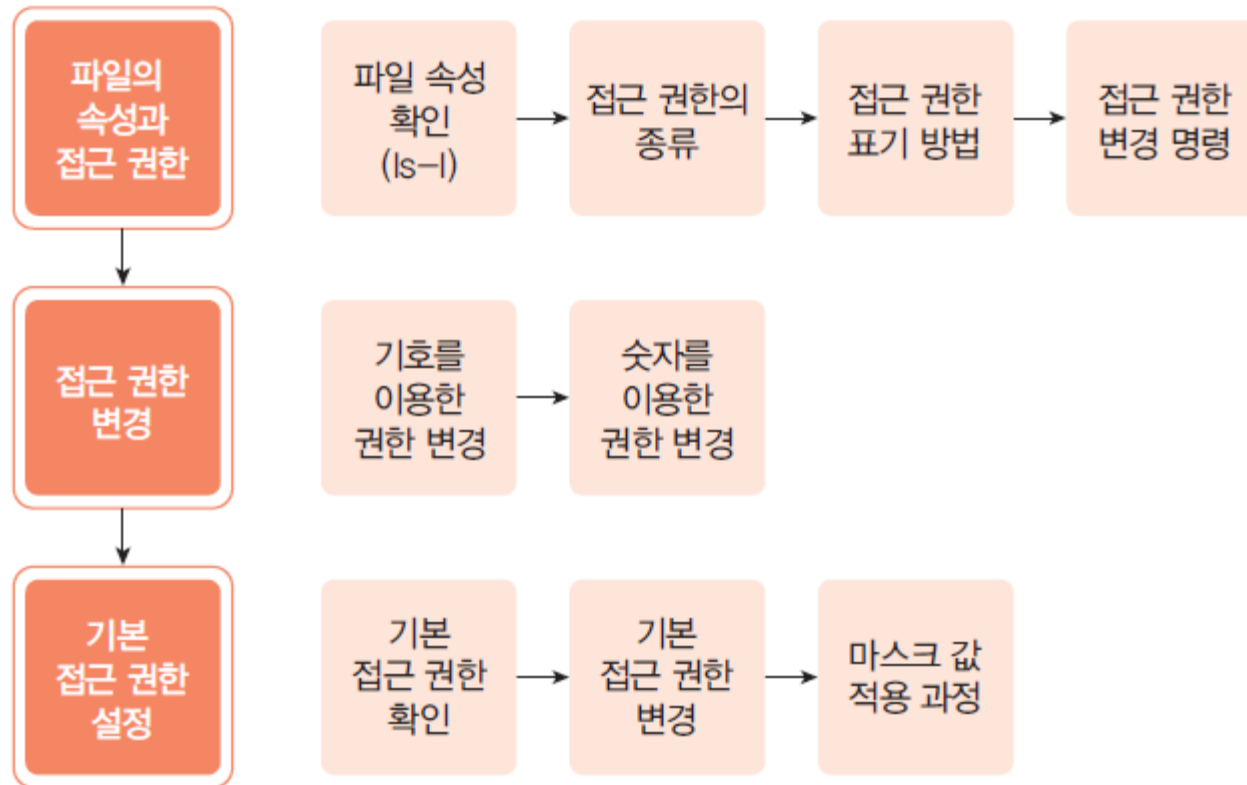 파일의
속성과
접근 권한
파일 속성
확인
(ls-l)
접근 권한의
종류
접근 권한
표기 방법
접근 권한
변경 명령
접근 권한
변경
기호를
이용한
권한 변경
숫자를
이용한
권한 변경
기본
접근 권한
설정
기본
접근 권한
확인
기본
접근 권한
변경
마스크 값
적용 과정